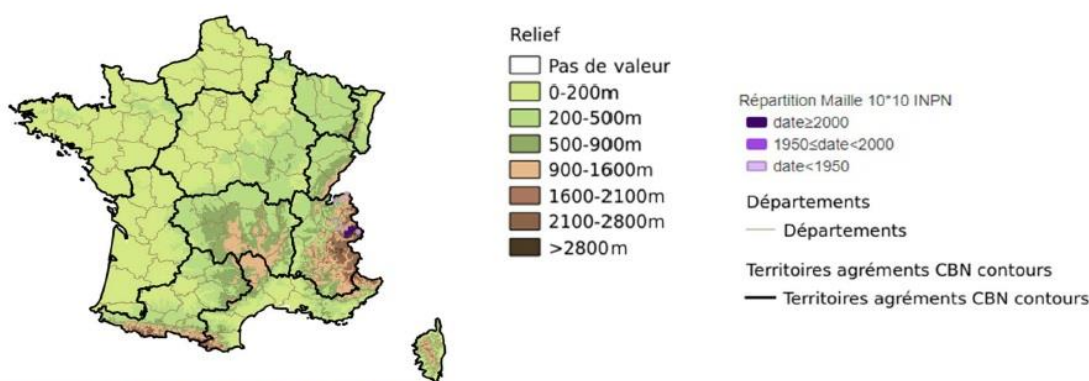 Relief
Pas de valeur
0-200m
200-500m
500-900m
900-1600m
1600-2100m
2100-2800m
>2800m
Répartition Maille 10*10 INPN
date≥2000
1950≤date<2000
date<1950
Départements
Départements
Territoires agréments CBN contours
Territoires agréments CBN contours